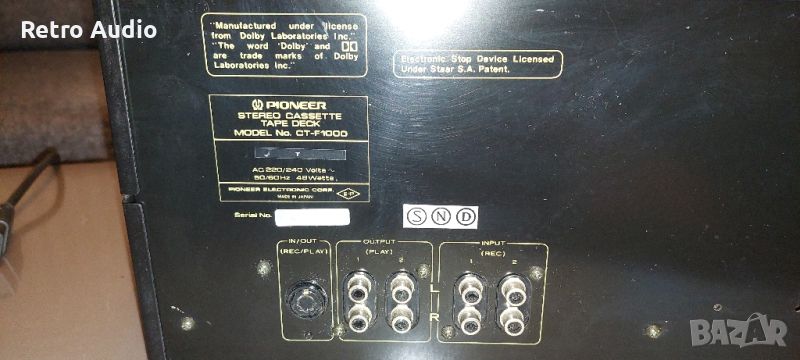 Retro Audio
"Manufactured under license
from Dolby Laboratories Inc."
"The word 'Dolby' and
are trade marks of Dolby
Laboratories Inc."
Electronic Stop Device Licensed
Under Staar S.A. Patent.
PIONEER
STEREO CASSETTE
TAPE DECK
MODEL No. CT-F1000
T
AC 220/240 Volts ~
50/60Hz 48 Watts
PIONEER ELECTRONIC CORP.
MADE IN JAPAN
Serial No.
S N D
IN/OUT
(REC/PLAY)
OUTPUT
(PLAY)
1 2
INPUT
(REC)
1 2
L
R
BAZAR